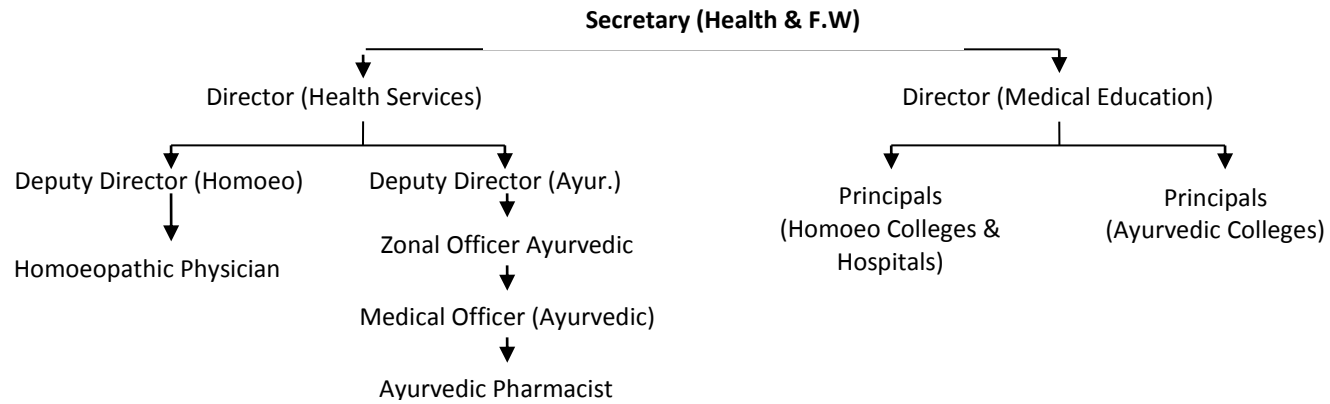 Secretary (Health & F.W)
Director (Health Services)
Director (Medical Education)
Deputy Director (Homoeo)
Deputy Director (Ayur.)
Principals
(Homoeo Colleges &
Hospitals)
Principals
(Ayurvedic Colleges)
Zonal Officer Ayurvedic
Homoeopathic Physician
Medical Officer (Ayurvedic)
Ayurvedic Pharmacist